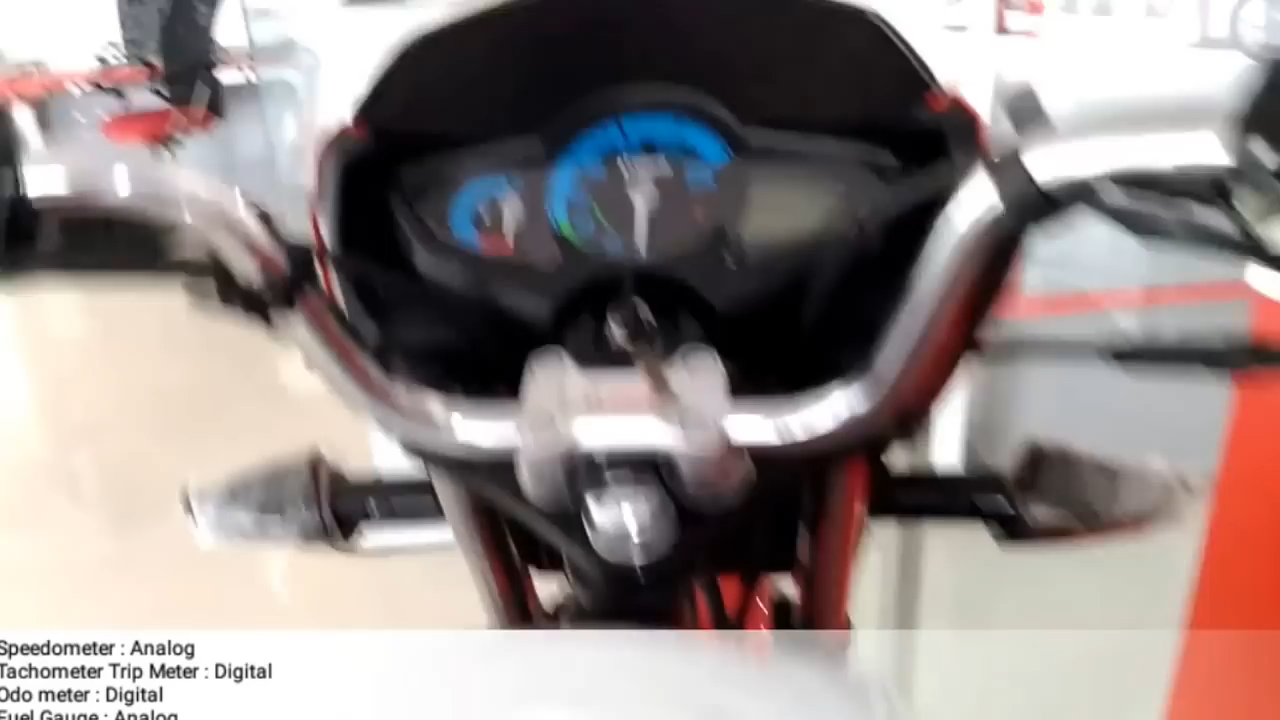 Speedometer : Analog
Tachometer Trip Meter : Digital
Odo meter : Digital
Fuel Gauge : Analog